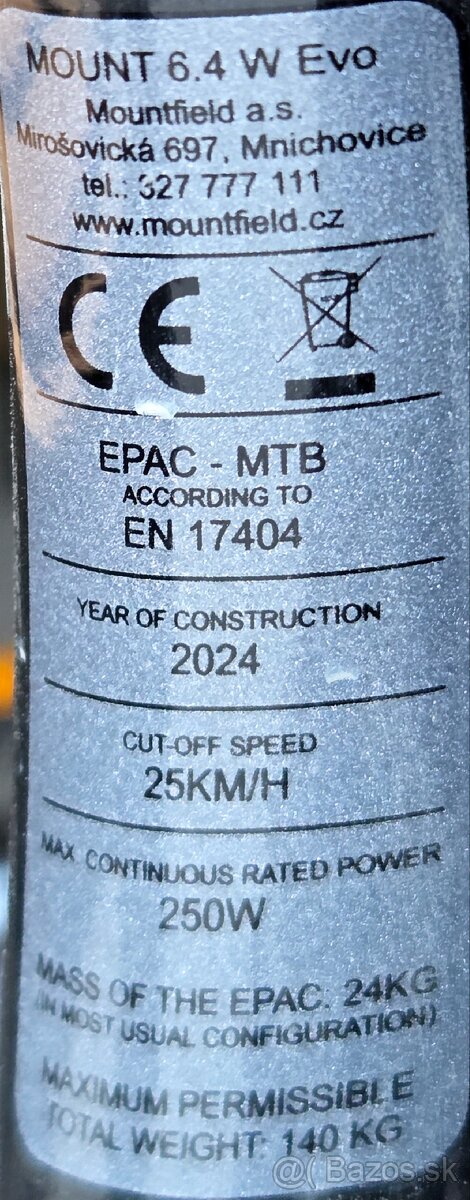 MOUNT 6.4 W Evo
Mountfield a.s.
Mirošovická 697, Mnichovice
tel.: 327 777 111
www.mountfield.cz
CE
EPAC - MTB
ACCORDING TO
EN 17404
YEAR OF CONSTRUCTION
2024
CUT-OFF SPEED
25KM/H
MAX. CONTINUOUS RATED POWER
250W
MASS OF THE EPAC: 24KG
(IN MOST USUAL CONFIGURATION)
MAXIMUM PERMISSIBLE
TOTAL WEIGHT: 140 KG
@( Bazos.sk